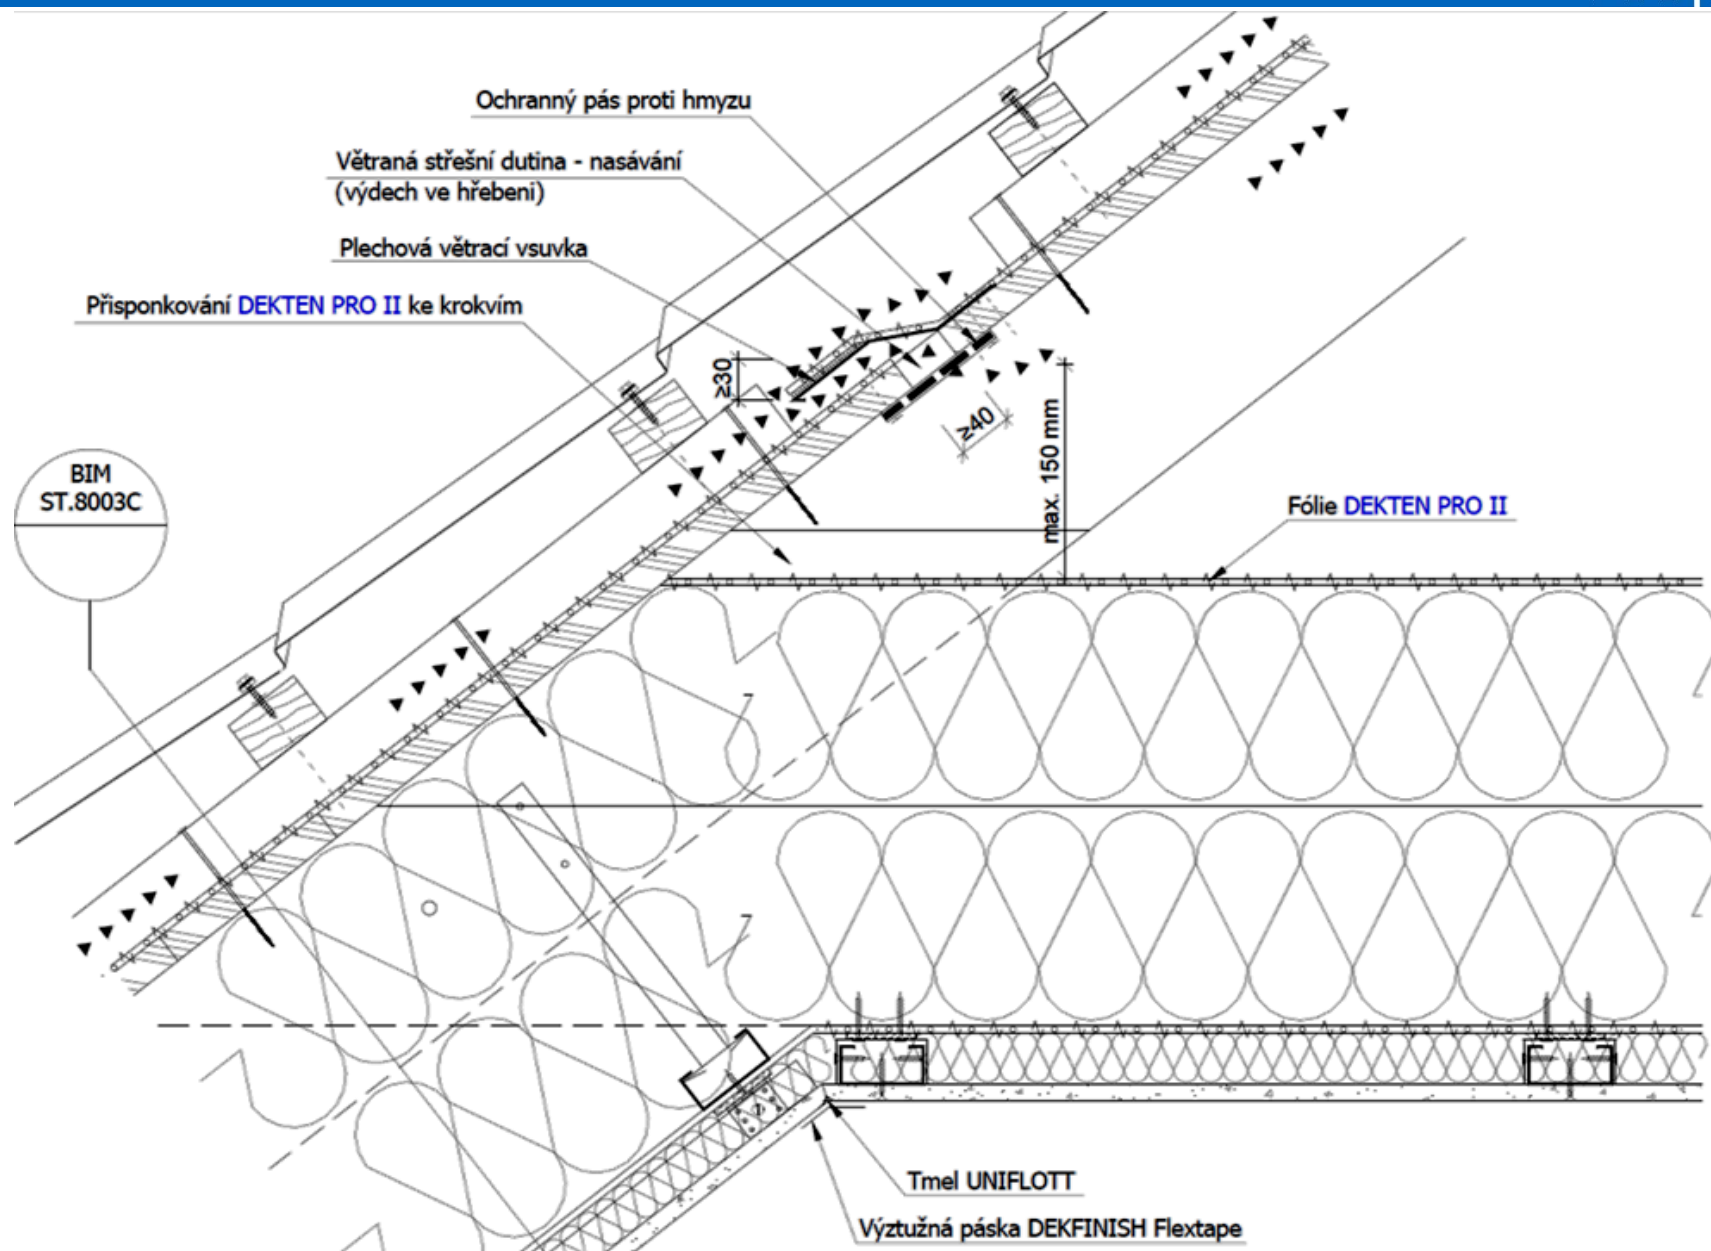 Ochranný pás proti hmyzu
Větraná střešní dutina - nasávání
(výdech ve hřebeni)
Plechová větrací vsuvka
Přisponkování DEKTEN PRO II ke krokvím
≥30
≥40
max. 150 mm
BIM
ST.8003C
Fólie DEKTEN PRO II
Tmel UNIFLOTT
Výztužná páska DEKFINISH Flextape